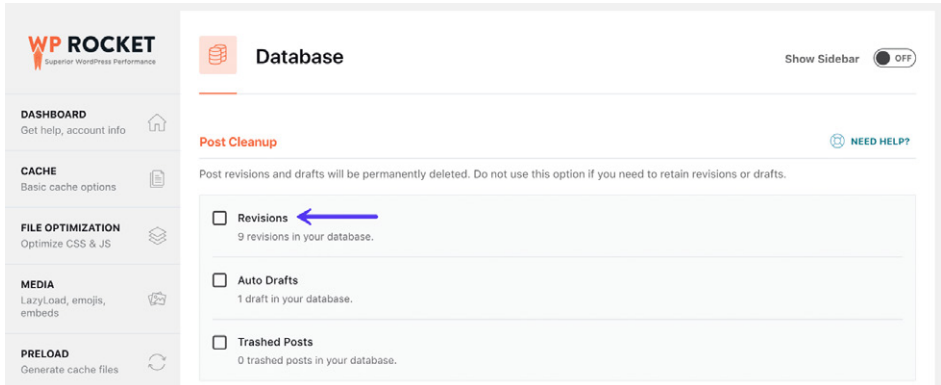 WP ROCKET
Superior WordPress Performance
DASHBOARD
Get help, account info
CACHE
Basic cache options
FILE OPTIMIZATION
Optimize CSS & JS
MEDIA
LazyLoad, emojis,
embeds
PRELOAD
Generate cache files
Database
Show Sidebar
OFF
Post Cleanup
NEED HELP?
Post revisions and drafts will be permanently deleted. Do not use this option if you need to retain revisions or drafts.
Revisions
9 revisions in your database.
Auto Drafts
1 draft in your database.
Trashed Posts
0 trashed posts in your database.